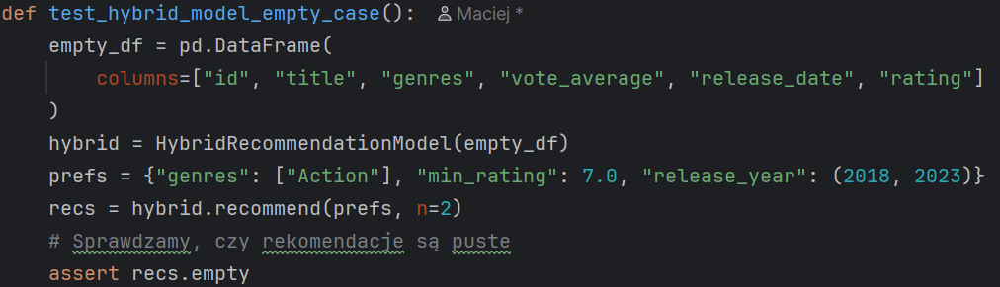 def test_hybrid_model_empty_case(): Maciej *
    empty_df = pd.DataFrame(
        columns=["id", "title", "genres", "vote_average", "release_date", "rating"]
    )
    hybrid = HybridRecommendationModel(empty_df)
    prefs = {"genres": ["Action"], "min_rating": 7.0, "release_year": (2018, 2023)}
    recs = hybrid.recommend(prefs, n=2)
    # Sprawdzamy, czy rekomendacje są puste
    assert recs.empty